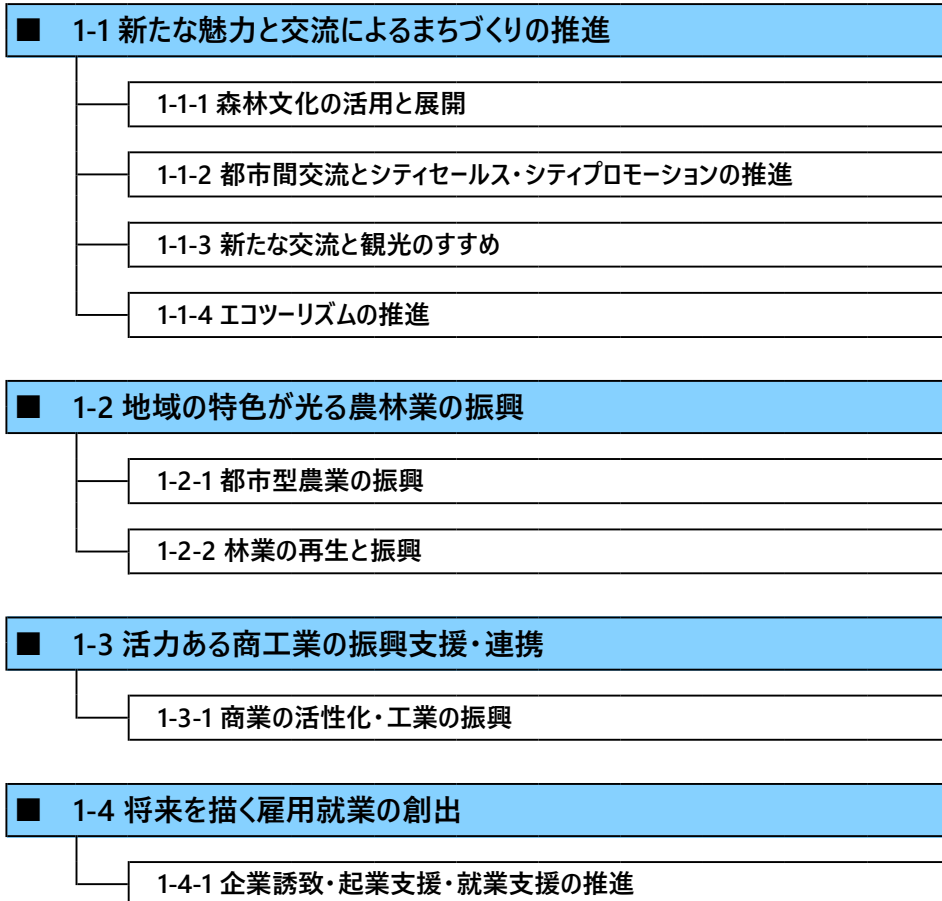 ■ 1-1 新たな魅力と交流によるまちづくりの推進
1-1-1 森林文化の活用と展開
1-1-2 都市間交流とシティセールス・シティプロモーションの推進
1-1-3 新たな交流と観光のすすめ
1-1-4 エコツーリズムの推進
■ 1-2 地域の特色が光る農林業の振興
1-2-1 都市型農業の振興
1-2-2 林業の再生と振興
■ 1-3 活力ある商工業の振興支援・連携
1-3-1 商業の活性化・工業の振興
■ 1-4 将来を描く雇用就業の創出
1-4-1 企業誘致・起業支援・就業支援の推進